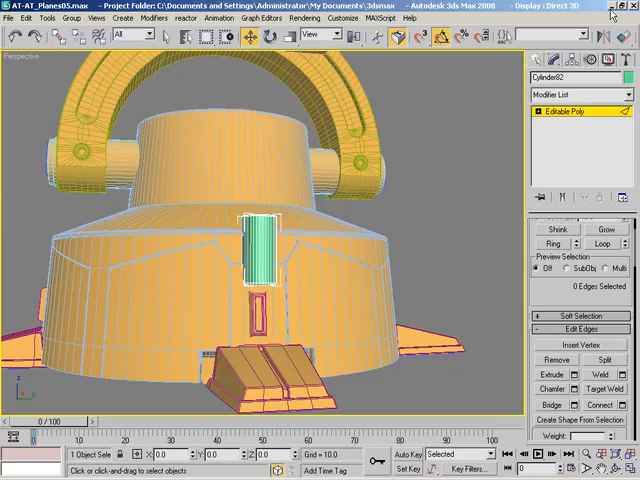 AT-AT_Planes05.max - Project Folder: C:\Documents and Settings\Administrator\My Documents\3dsmax - Autodesk 3ds Max 2008 - Display : Direct 3D
File Edit Tools Group Views Create Modifiers reactor Animation Graph Editors Rendering Customize MAXScript Help
All View
Perspective
Cylinder82
Modifier List
Editable Poly
Shrink Grow
Ring Loop
Preview Selection
Off SubObj Multi
0 Edges Selected
+ Soft Selection
- Edit Edges
Insert Vertex
Remove Split
Extrude Weld
Chamfer Target Weld
Bridge Connect
Create Shape From Selection
Weight:
z
x y
0 / 100
0 10 20 30 40 50 60 70 80 90 100
1 Object Sele X: 0.0 Y: 0.0 Z: 0.0 Grid = 10.0 Auto Key Selected
Click or click-and-drag to select objects Add Time Tag Set Key Key Filters... 0